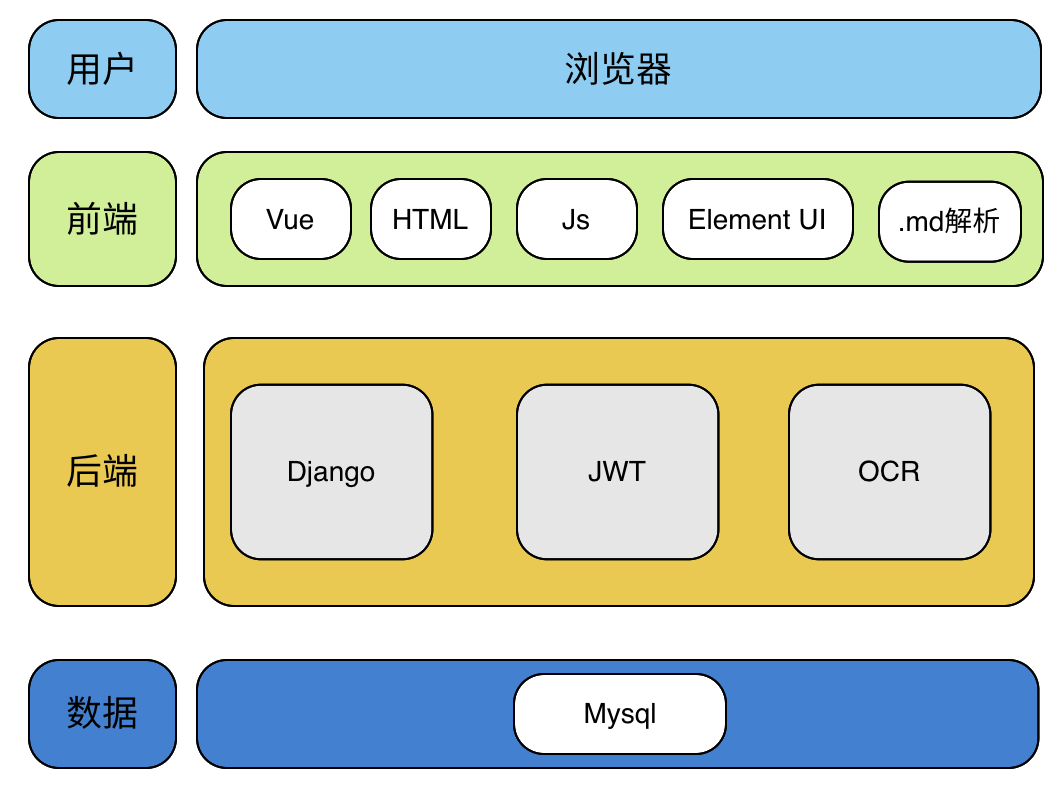 用户
浏览器
前端
Vue
HTML
Js
Element UI
.md解析
后端
Django
JWT
OCR
数据
Mysql